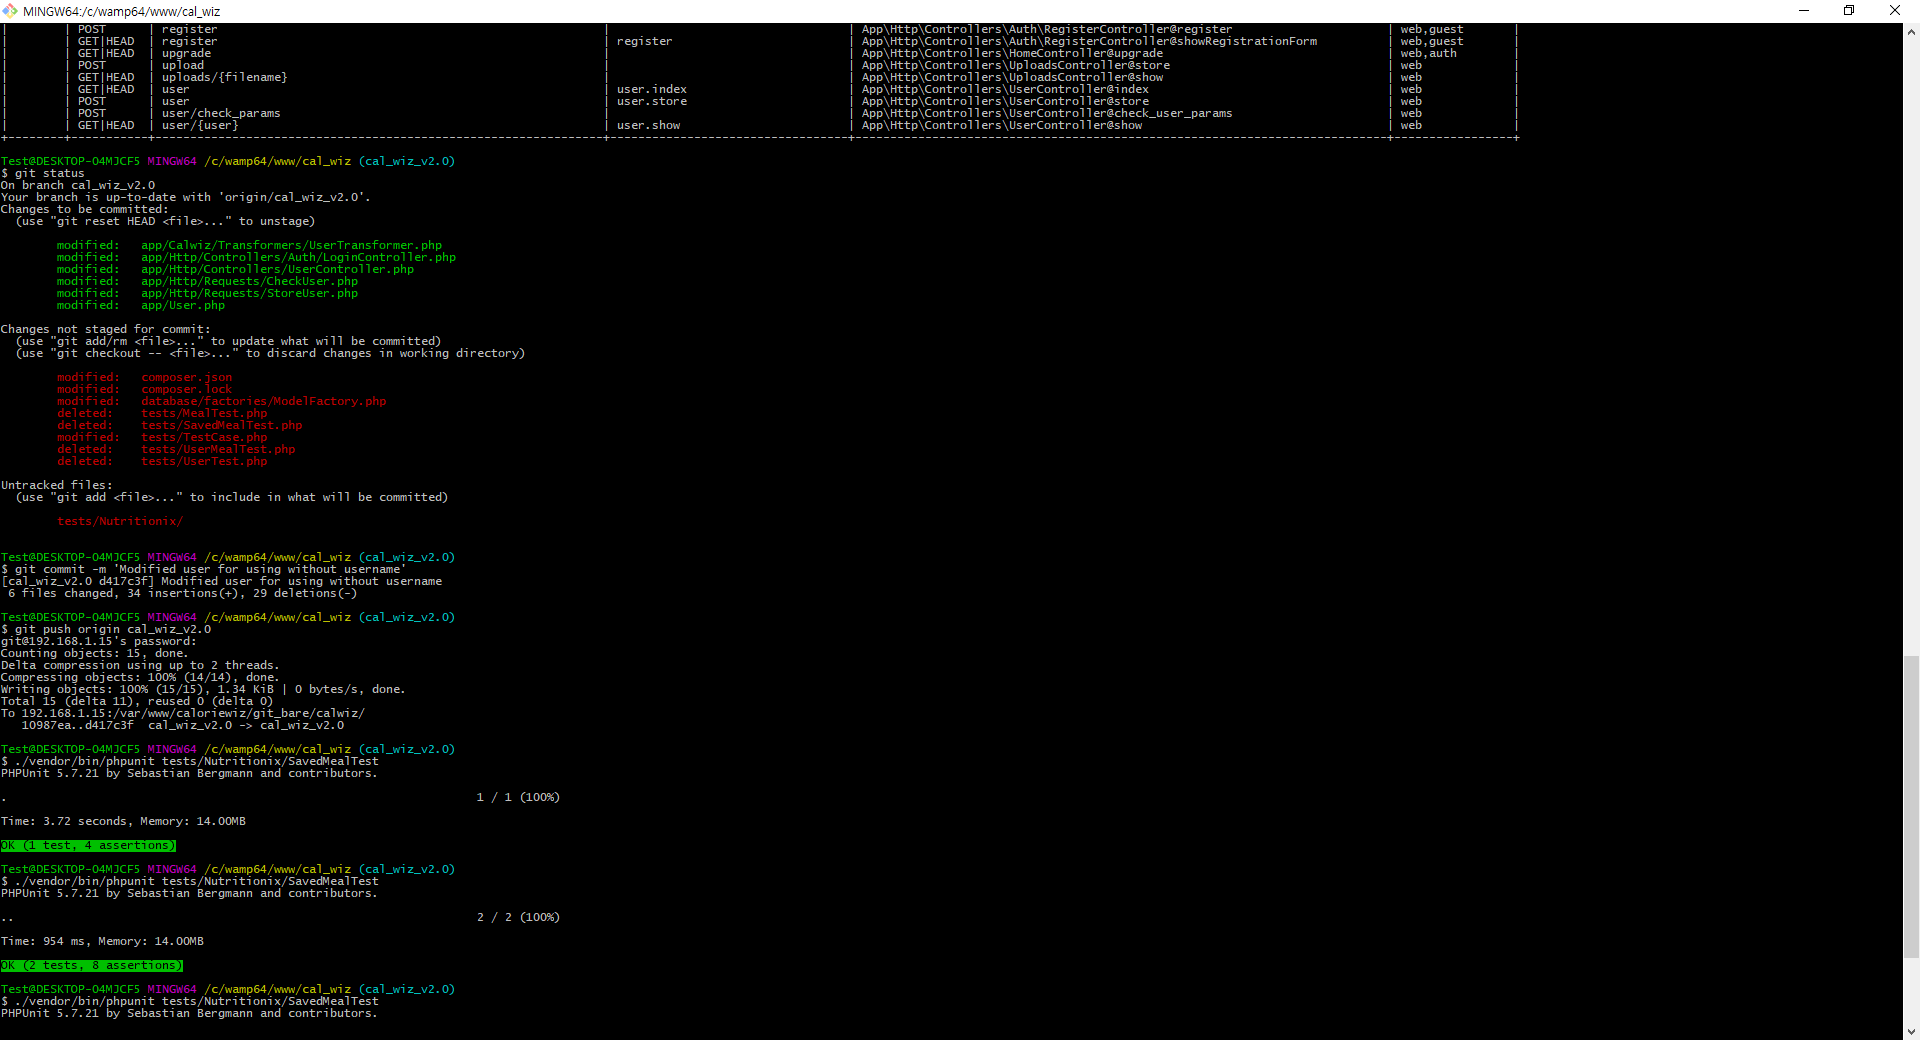 MINGW64:/c/wamp64/www/cal_wiz
|        | POST     | register                                                       |                                  | App\Http\Controllers\Auth\RegisterController@register                       | web,guest       |
|        | GET|HEAD | register                                                       | register                         | App\Http\Controllers\Auth\RegisterController@showRegistrationForm           | web,guest       |
|        | GET|HEAD | upgrade                                                        |                                  | App\Http\Controllers\HomeController@upgrade                                 | web,auth        |
|        | POST     | upload                                                         |                                  | App\Http\Controllers\UploadsController@store                                | web             |
|        | GET|HEAD | uploads/{filename}                                             |                                  | App\Http\Controllers\UploadsController@show                                 | web             |
|        | GET|HEAD | user                                                           | user.index                       | App\Http\Controllers\UserController@index                                   | web             |
|        | POST     | user                                                           | user.store                       | App\Http\Controllers\UserController@store                                   | web             |
|        | POST     | user/check_params                                              |                                  | App\Http\Controllers\UserController@check_user_params                       | web             |
|        | GET|HEAD | user/{user}                                                    | user.show                        | App\Http\Controllers\UserController@show                                    | web             |
Test@DESKTOP-O4MJCF5 MINGW64 /c/wamp64/www/cal_wiz (cal_wiz_v2.0)
$ git status
On branch cal_wiz_v2.0
Your branch is up-to-date with 'origin/cal_wiz_v2.0'.
Changes to be committed:
  (use "git reset HEAD <file>..." to unstage)
        modified:   app/Calwiz/Transformers/UserTransformer.php
        modified:   app/Http/Controllers/Auth/LoginController.php
        modified:   app/Http/Controllers/UserController.php
        modified:   app/Http/Requests/CheckUser.php
        modified:   app/Http/Requests/StoreUser.php
        modified:   app/User.php
Changes not staged for commit:
  (use "git add/rm <file>..." to update what will be committed)
  (use "git checkout -- <file>..." to discard changes in working directory)
        modified:   composer.json
        modified:   composer.lock
        modified:   database/factories/ModelFactory.php
        deleted:    tests/MealTest.php
        deleted:    tests/SavedMealTest.php
        modified:   tests/TestCase.php
        deleted:    tests/UserMealTest.php
        deleted:    tests/UserTest.php
Untracked files:
  (use "git add <file>..." to include in what will be committed)
        tests/Nutritionix/
Test@DESKTOP-O4MJCF5 MINGW64 /c/wamp64/www/cal_wiz (cal_wiz_v2.0)
$ git commit -m 'Modified user for using without username'
[cal_wiz_v2.0 d417c3f] Modified user for using without username
 6 files changed, 34 insertions(+), 29 deletions(-)
Test@DESKTOP-O4MJCF5 MINGW64 /c/wamp64/www/cal_wiz (cal_wiz_v2.0)
$ git push origin cal_wiz_v2.0
git@192.168.1.15's password:
Counting objects: 15, done.
Delta compression using up to 2 threads.
Compressing objects: 100% (14/14), done.
Writing objects: 100% (15/15), 1.34 KiB | 0 bytes/s, done.
Total 15 (delta 11), reused 0 (delta 0)
To 192.168.1.15:/var/www/caloriewiz/git_bare/calwiz/
   10987ea..d417c3f  cal_wiz_v2.0 -> cal_wiz_v2.0
Test@DESKTOP-O4MJCF5 MINGW64 /c/wamp64/www/cal_wiz (cal_wiz_v2.0)
$ ./vendor/bin/phpunit tests/Nutritionix/SavedMealTest
PHPUnit 5.7.21 by Sebastian Bergmann and contributors.
.                                                                   1 / 1 (100%)
Time: 3.72 seconds, Memory: 14.00MB
OK (1 test, 4 assertions)
Test@DESKTOP-O4MJCF5 MINGW64 /c/wamp64/www/cal_wiz (cal_wiz_v2.0)
$ ./vendor/bin/phpunit tests/Nutritionix/SavedMealTest
PHPUnit 5.7.21 by Sebastian Bergmann and contributors.
..                                                                  2 / 2 (100%)
Time: 954 ms, Memory: 14.00MB
OK (2 tests, 8 assertions)
Test@DESKTOP-O4MJCF5 MINGW64 /c/wamp64/www/cal_wiz (cal_wiz_v2.0)
$ ./vendor/bin/phpunit tests/Nutritionix/SavedMealTest
PHPUnit 5.7.21 by Sebastian Bergmann and contributors.